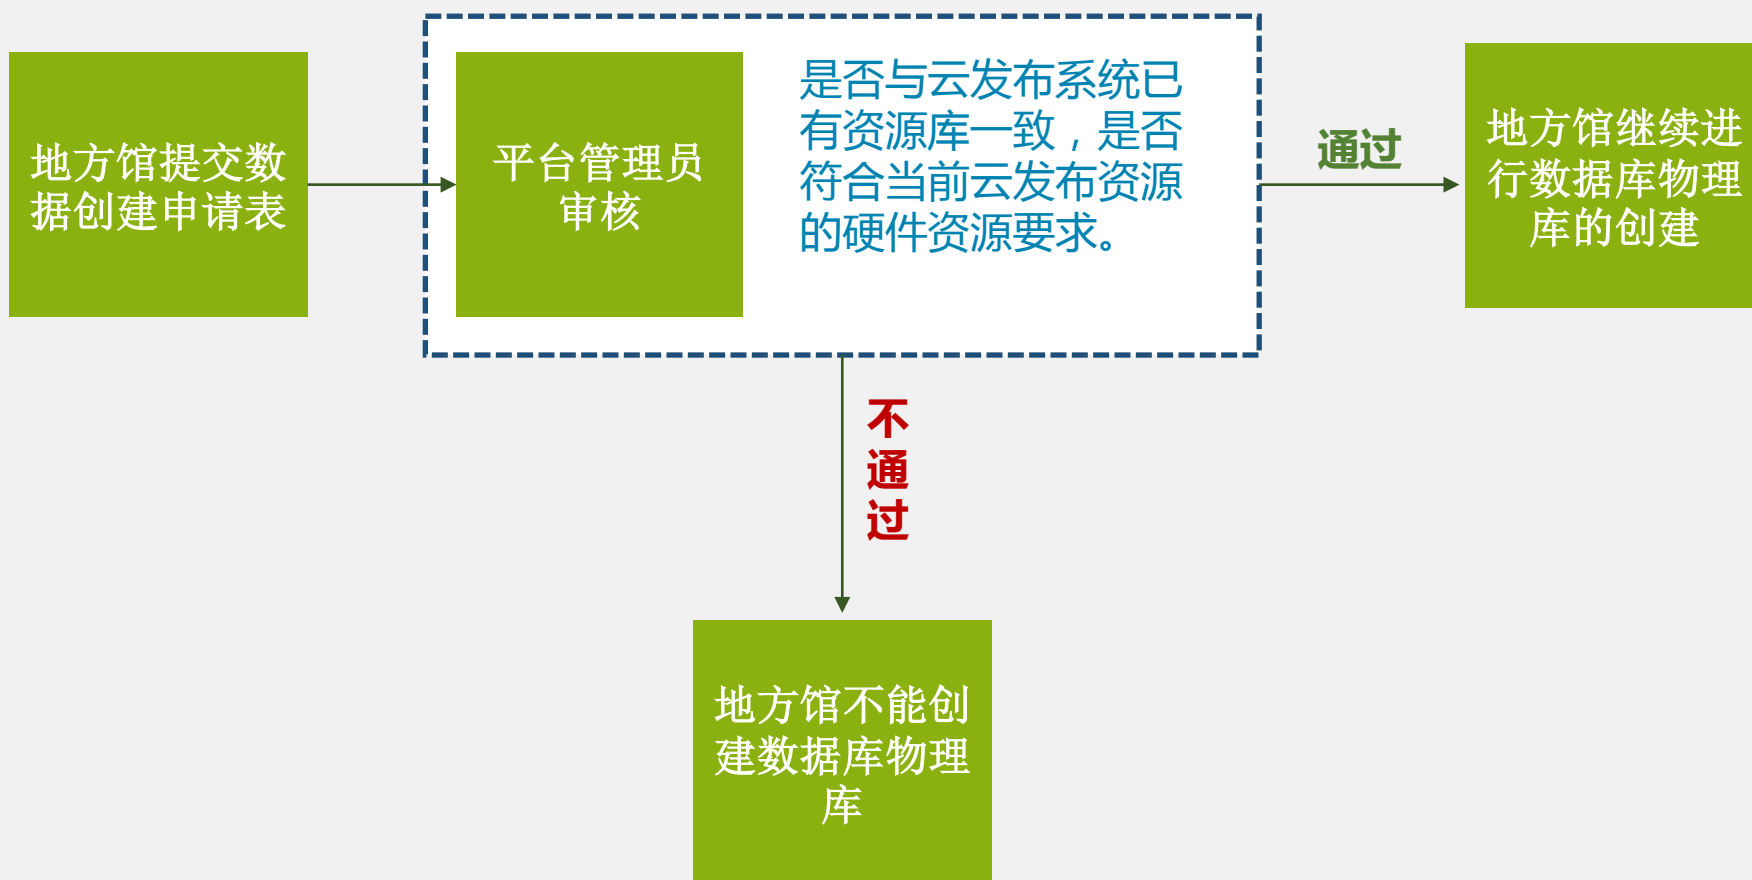 地方馆提交数
据创建申请表
平台管理员
审核
是否与云发布系统已
有资源库一致，是否
符合当前云发布资源
的硬件资源要求。
通过
地方馆继续进
行数据库物理
库的创建
不
通
过
地方馆不能创
建数据库物理
库